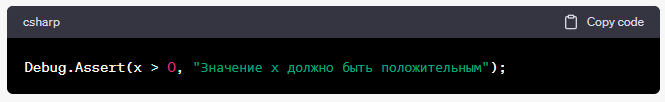 csharp
Copy code
Debug.Assert(x > 0, "Значение x должно быть положительным");